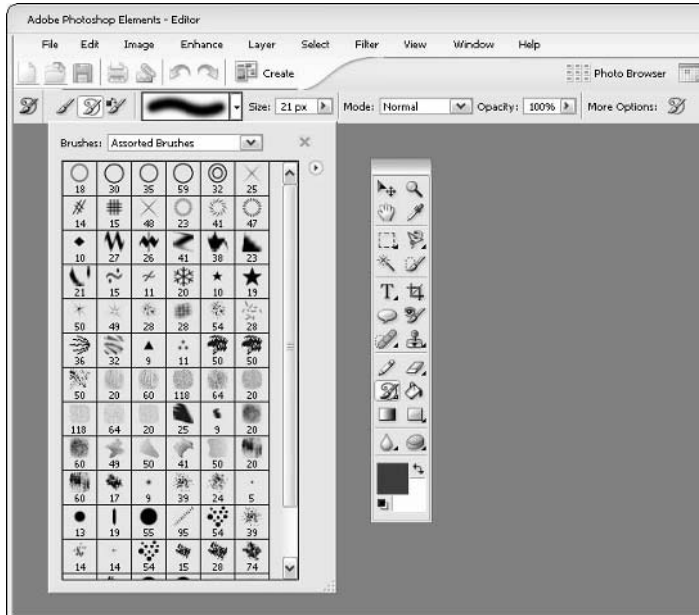 Adobe Photoshop Elements - Editor
File Edit Image Enhance Layer Select Filter View Window Help
Create Photo Browser
Size: 21 px Mode: Normal Opacity: 100% More Options:
Brushes: Assorted Brushes
18 30 35 59 32 25
14 15 48 23 41 47
10 27 26 41 38 23
21 15 11 20 10 19
50 49 28 28 54 28
36 32 9 11 50 50
50 20 60 118 64 20
118 64 20 25 9 20
60 49 50 41 50 20
60 17 9 39 24 5
13 19 55 95 54 39
14 14 54 15 28 74
T